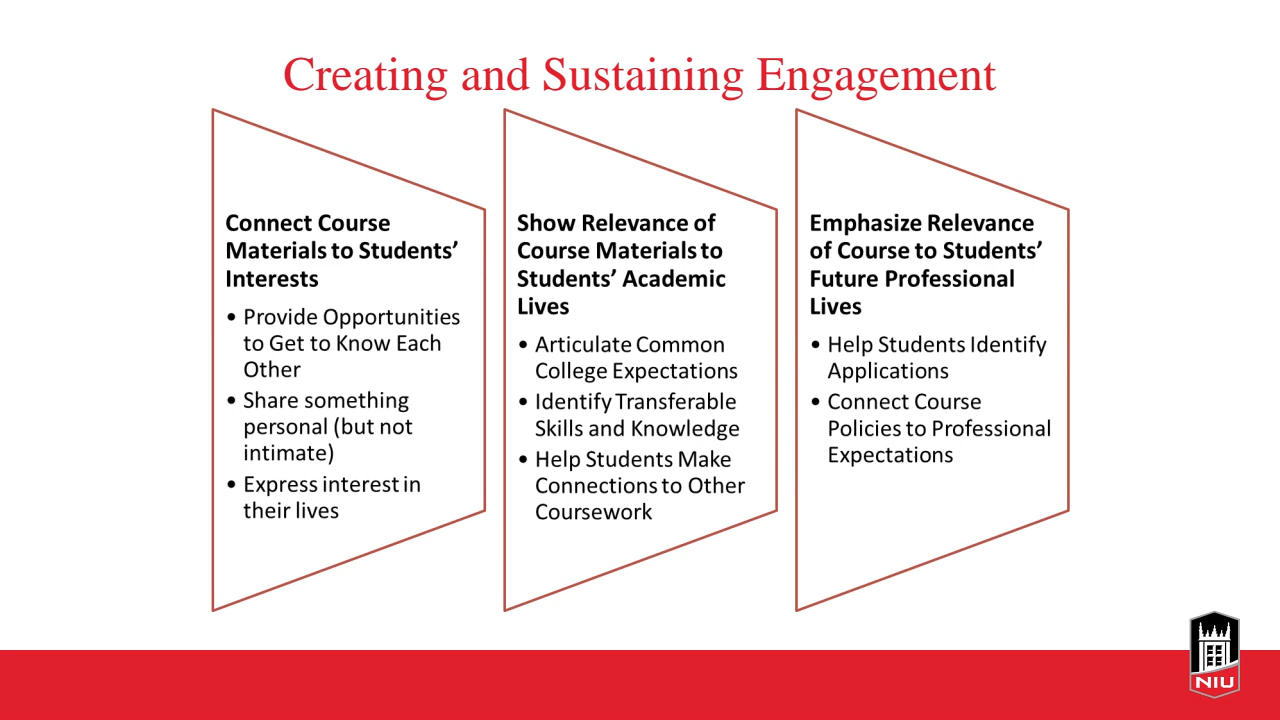 Creating and Sustaining Engagement
Connect Course
Materials to Students’
Interests
• Provide Opportunities
to Get to Know Each
Other
• Share something
personal (but not
intimate)
• Express interest in
their lives
Show Relevance of
Course Materials to
Students’ Academic
Lives
• Articulate Common
College Expectations
• Identify Transferable
Skills and Knowledge
• Help Students Make
Connections to Other
Coursework
Emphasize Relevance
of Course to Students’
Future Professional
Lives
• Help Students Identify
Applications
• Connect Course
Policies to Professional
Expectations
NIU